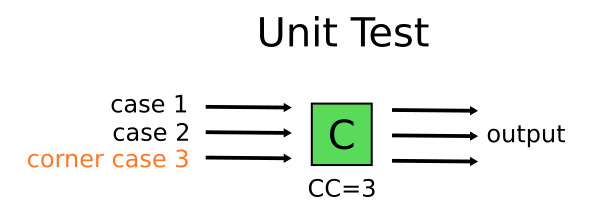 Unit Test
case 1
case 2
corner case 3
C
output
CC=3